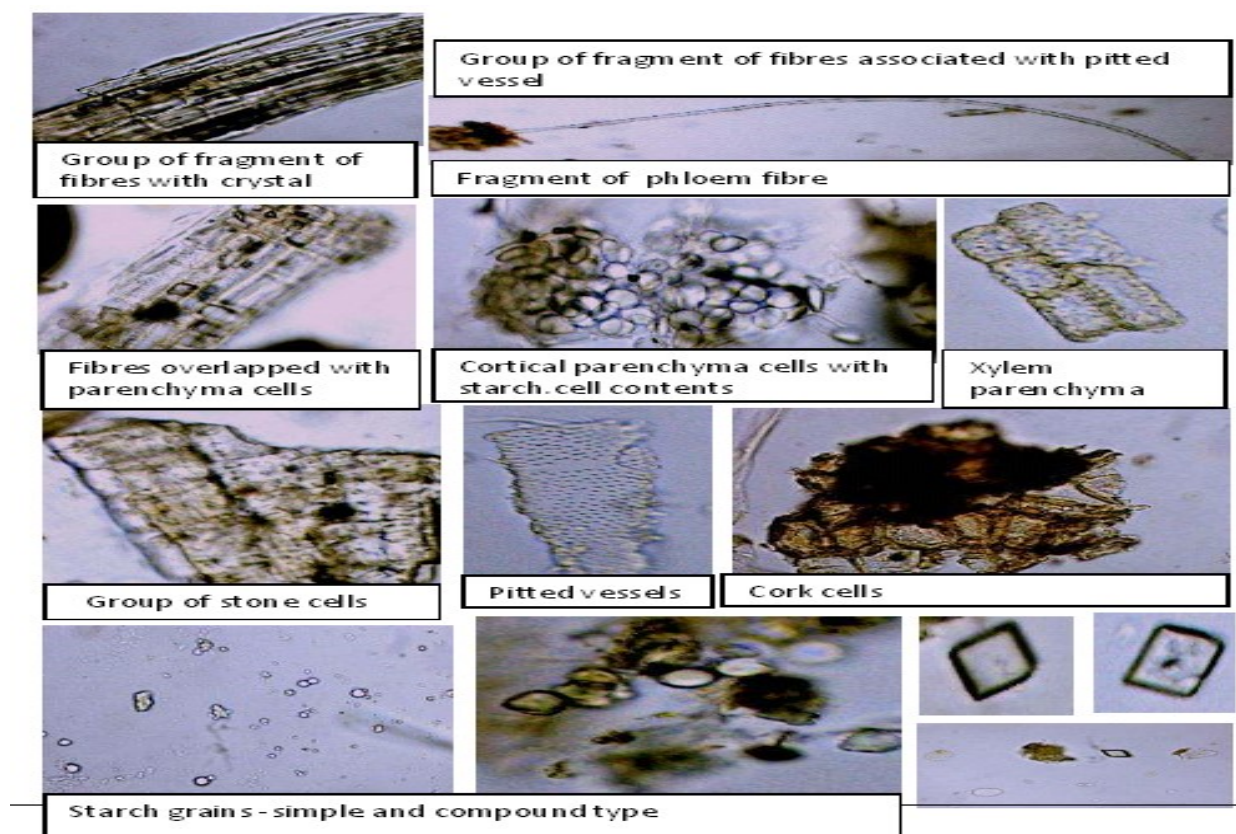 Group of fragment of fibres associated with pitted
vessel
Group of fragment of
fibres with crystal
Fragment of phloem fibre
Fibres overlapped with
parenchyma cells
Cortical parenchyma cells with
starch.cell contents
Xylem
parenchyma
Group of stone cells
Pitted vessels
Cork cells
Starch grains-simple and compound type